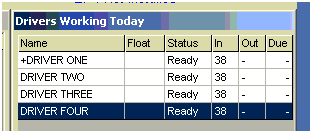 Drivers Working Today
Name Float Status In Out Due
+DRIVER ONE Ready 38 - -
DRIVER TWO Ready 38 - -
DRIVER THREE Ready 38 - -
DRIVER FOUR Ready 38 - -